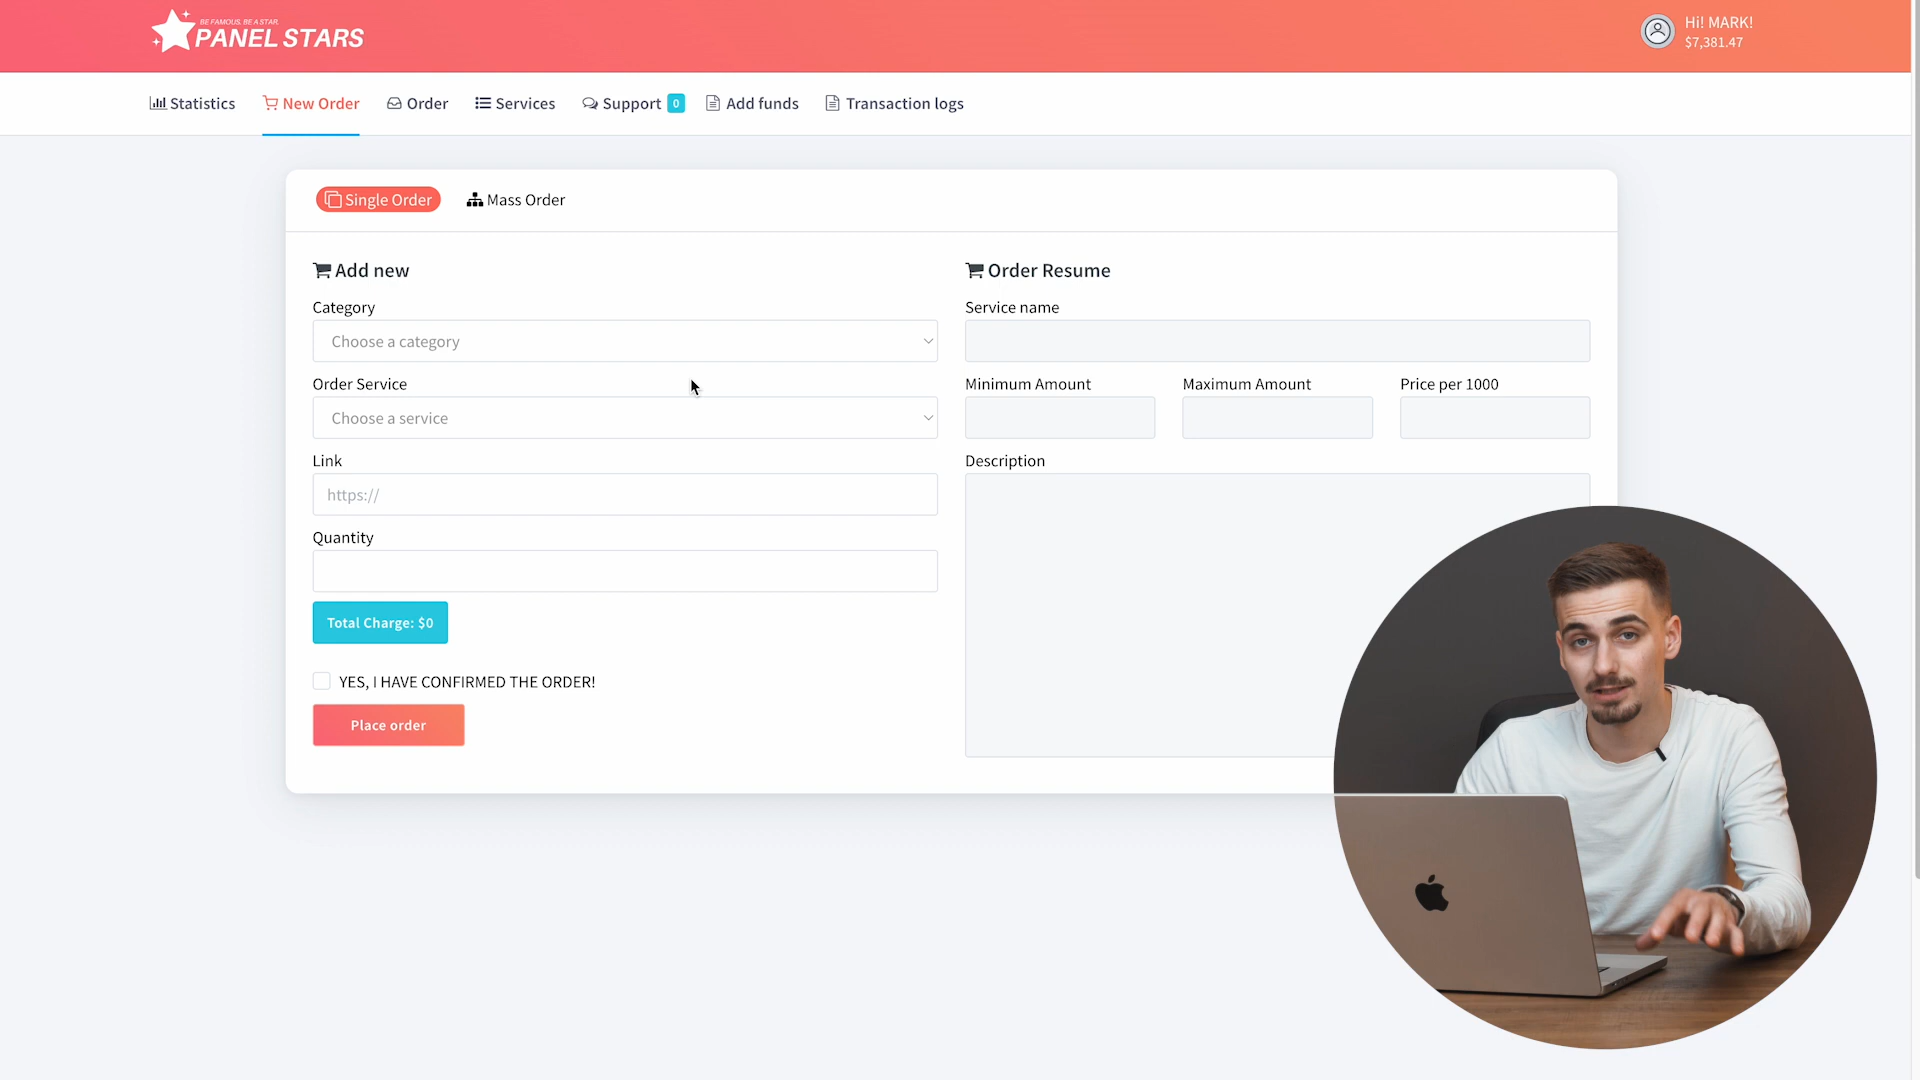 BE FAMOUS, BE A STAR.
PANEL STARS
Hi! MARK!
$7,381.47
Statistics
New Order
Order
Services
Support 0
Add funds
Transaction logs
Single Order
Mass Order
Add new
Category
Choose a category
Order Service
Choose a service
Link
https://
Quantity
Total Charge: $0
YES, I HAVE CONFIRMED THE ORDER!
Place order
Order Resume
Service name
Minimum Amount
Maximum Amount
Price per 1000
Description